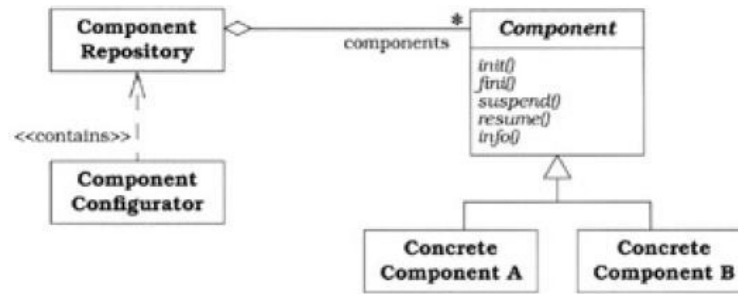 Component
Repository
components
*
Component
init()
fini()
suspend()
resume()
info()
<<contains>>
Component
Configurator
Concrete
Component A
Concrete
Component B